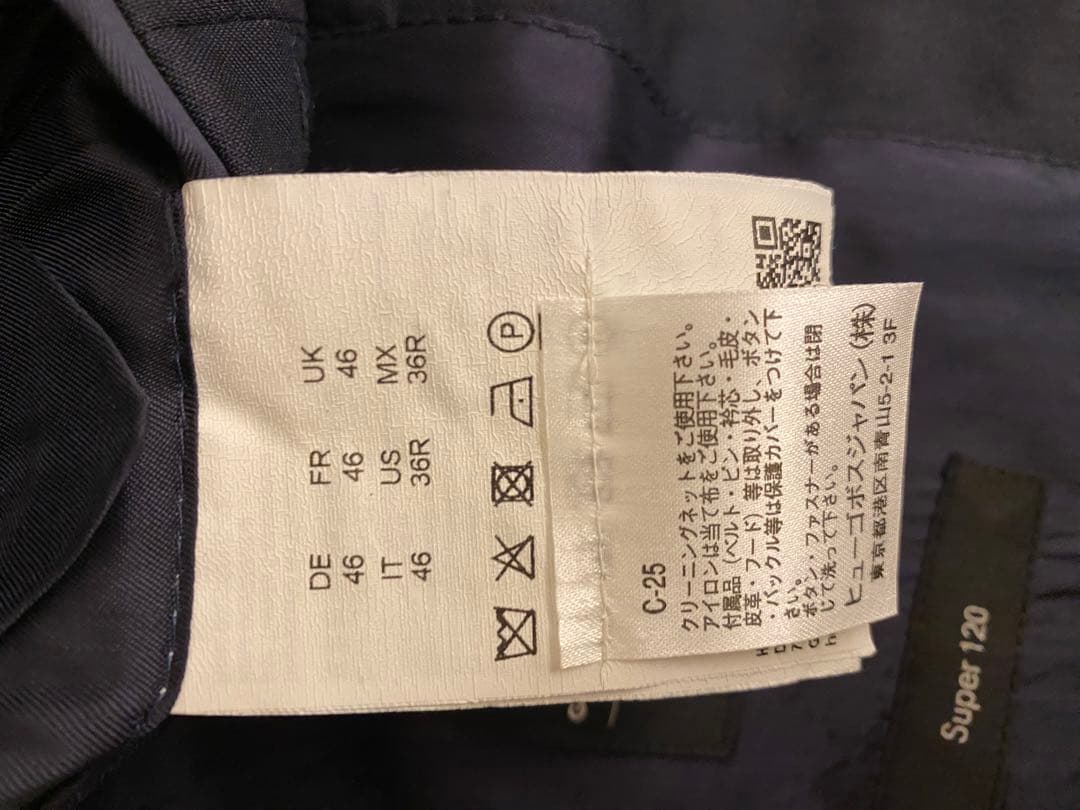 DE FR UK
46 46 46
IT US MX
46 36R 36R
P
C-25
クリーニングネットをご使用下さい。
アイロンは当て布をご使用下さい。
付属品（ベルト・ピン・衿芯・毛皮・
皮革・フード）等は取り外し、ボタン
・バックル等は保護カバーをつけて下
さい。
ボタン・ファスナーがある場合は閉
じて洗って下さい。
ヒューゴボスジャパン（株）
東京都港区南青山5-2-1 3F
Super 120